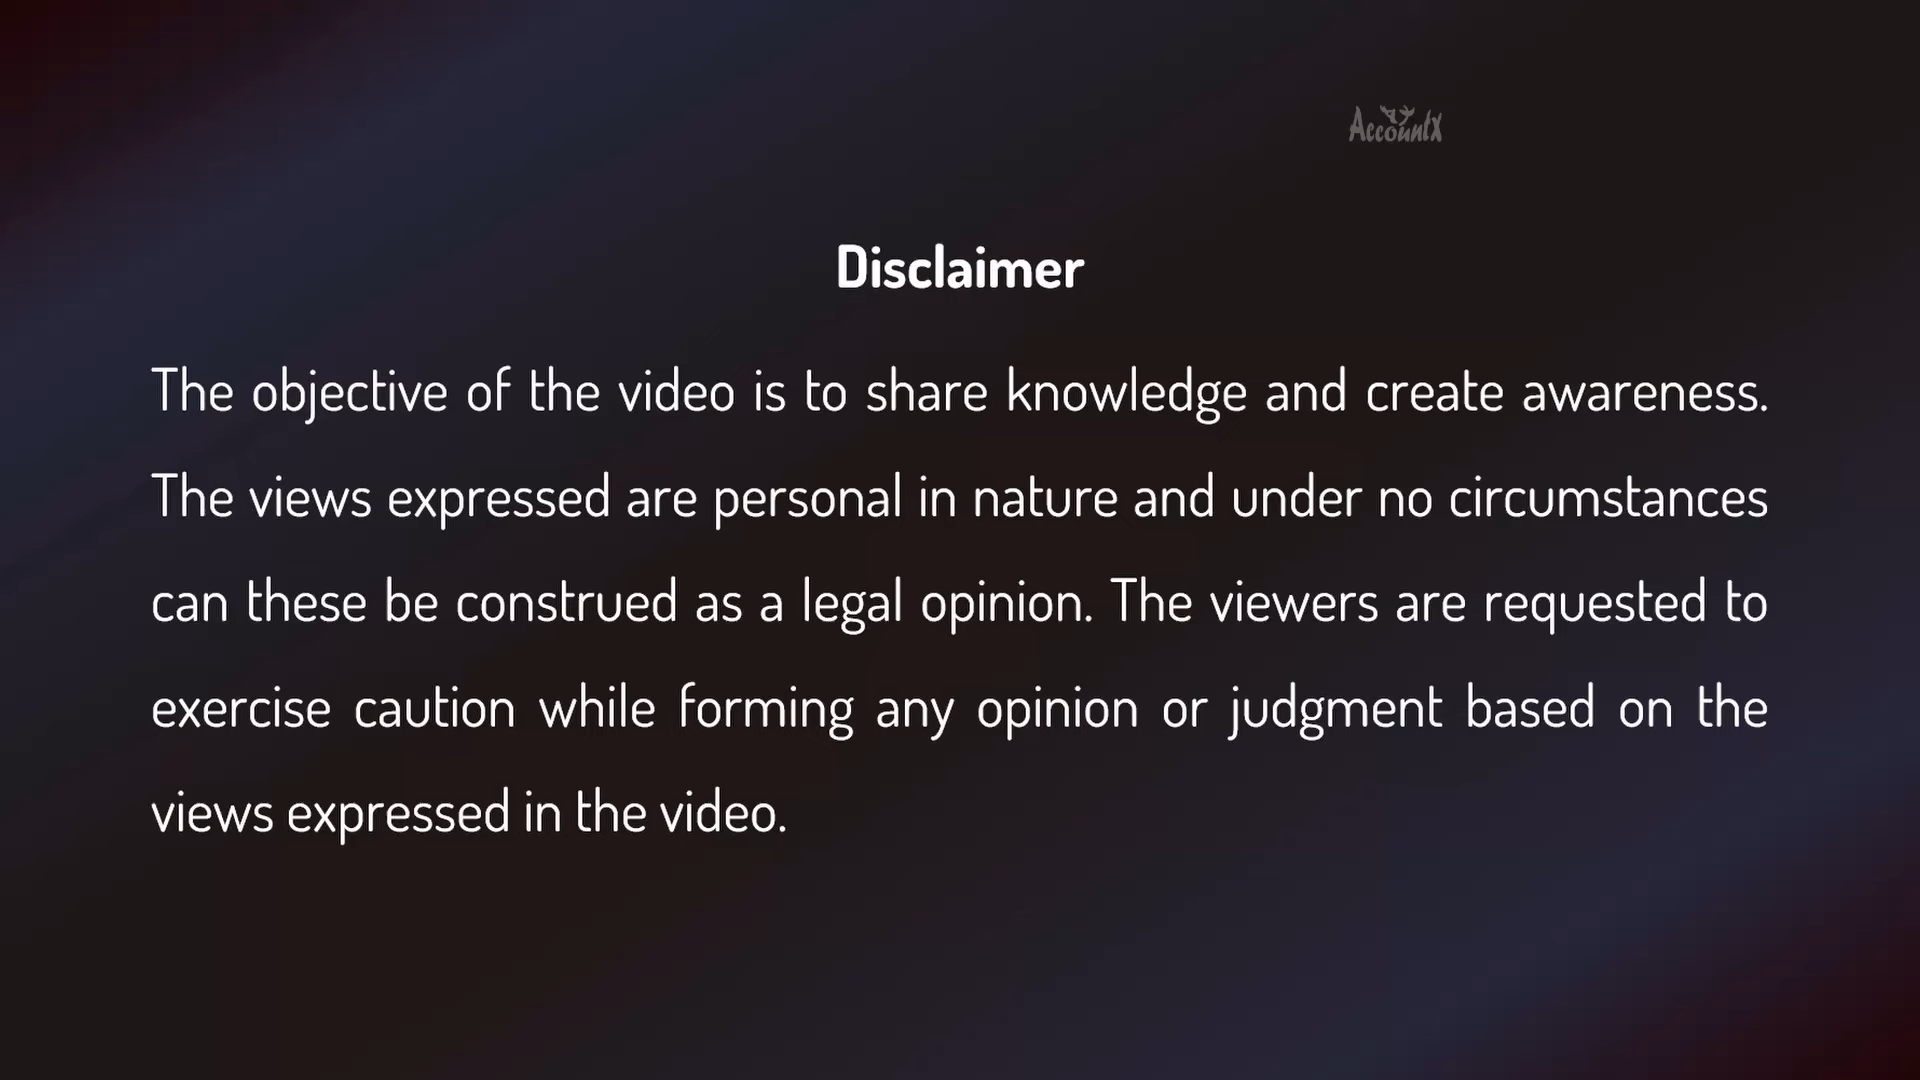 AccountX
Disclaimer
The objective of the video is to share knowledge and create awareness.
The views expressed are personal in nature and under no circumstances
can these be construed as a legal opinion. The viewers are requested to
exercise caution while forming any opinion or judgment based on the
views expressed in the video.